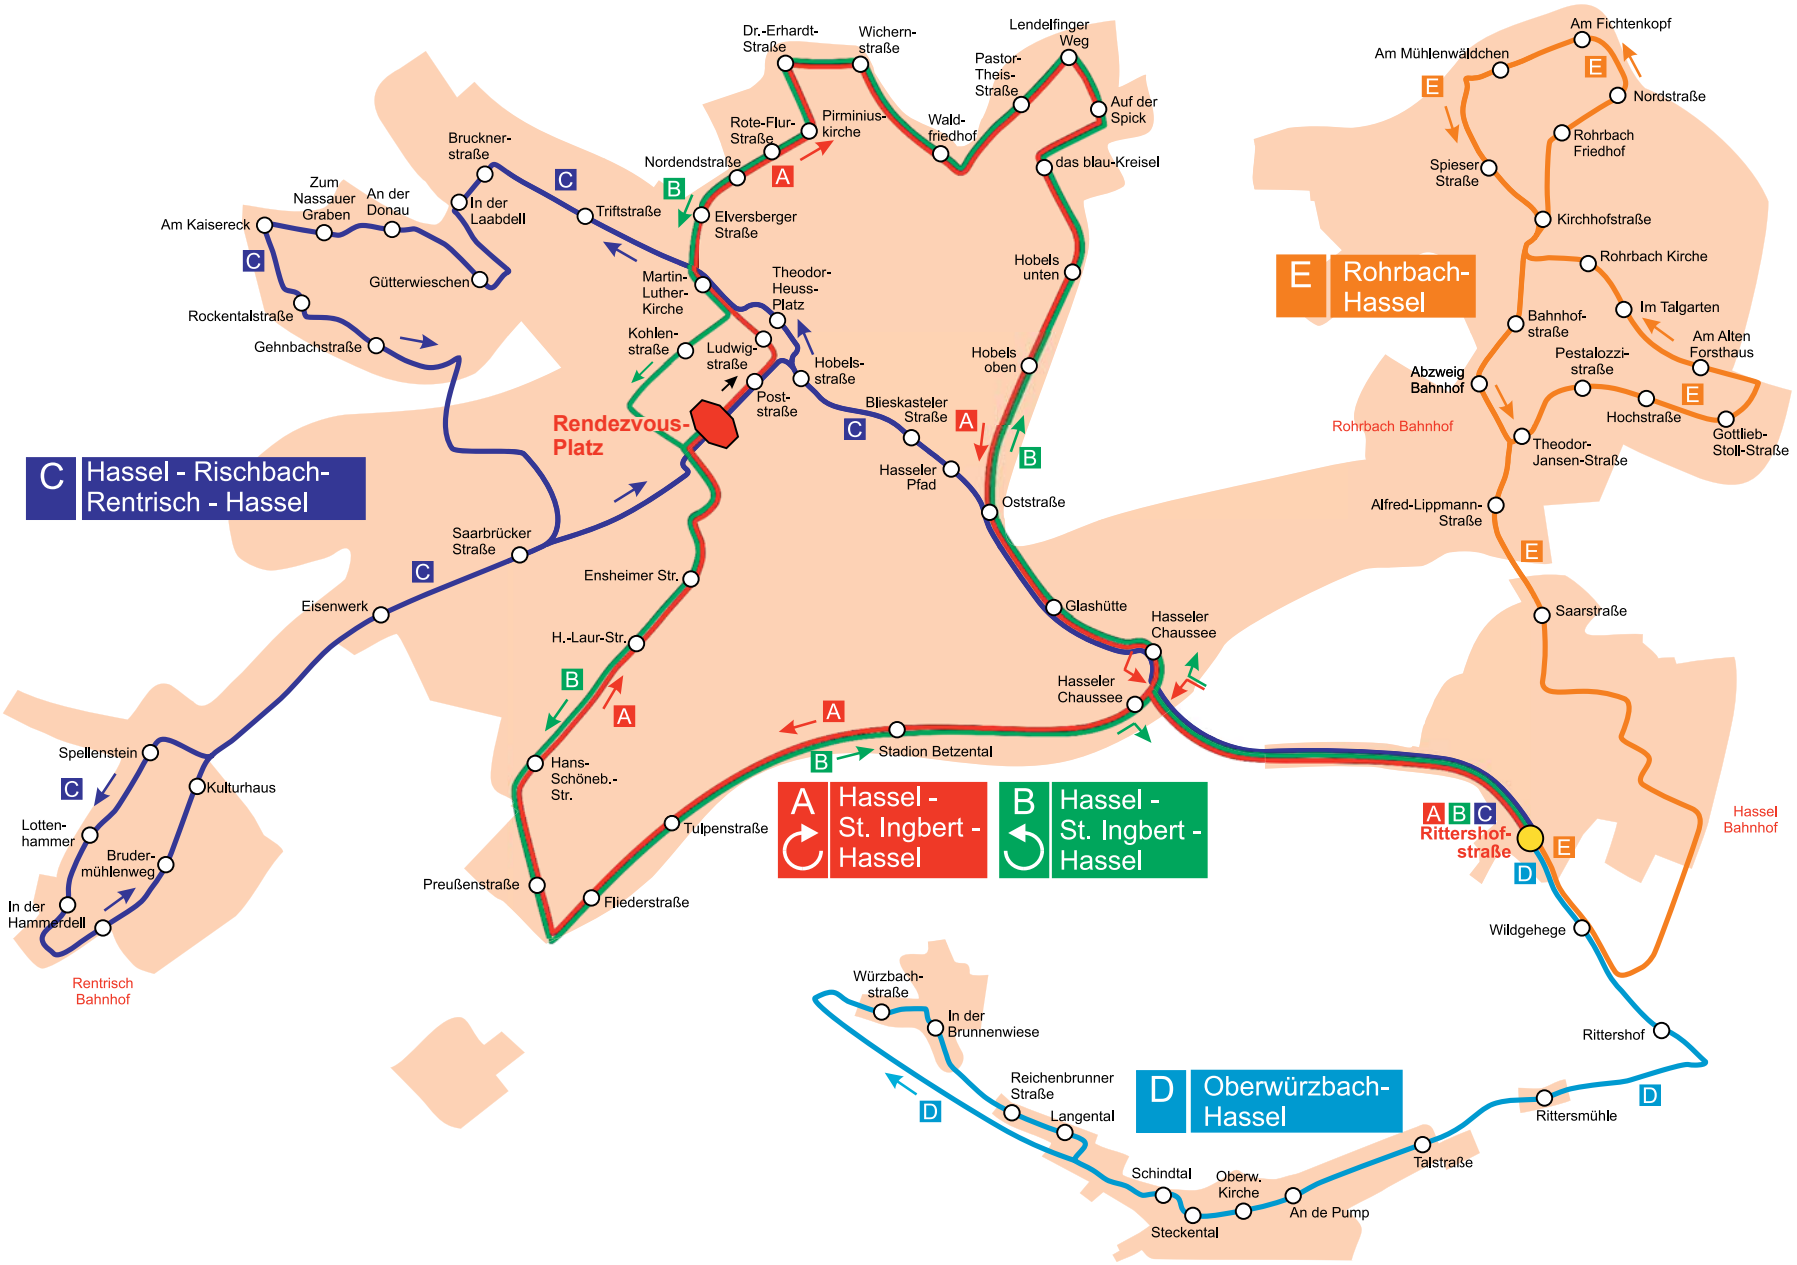 Dr.-Erhardt-
Straße
Wichern-
straße
Lendelfinger
Weg
Pastor-
Theis-
Straße
Auf der
Spick
Rote-Flur-
Straße
Pirminius-
kirche
Wald-
friedhof
Nordendstraße
A
B
das blau-Kreisel
Elversberger
Straße
Bruckner-
straße
C
Zum
Nassauer
Graben
An der
Donau
In der
Laabdell
Triftstraße
Am Kaisereck
C
Gütterwieschen
Rockentalstraße
Gehnbachstraße
Martin-
Luther-
Kirche
Theodor-
Heuss-
Platz
Kohlen-
straße
Ludwig-
straße
Hobels-
straße
Post-
straße
Rendezvous-
Platz
Hobels
unten
Hobels
oben
Blieskasteler
Straße
C
A
B
Hasseler
Pfad
Oststraße
Am Fichtenkopf
Am Mühlenwäldchen
E
E
Nordstraße
Rohrbach
Friedhof
Spieser
Straße
Kirchhofstraße
Rohrbach Kirche
E
Rohrbach-
Hassel
Im Talgarten
Bahnhof-
straße
Am Alten
Forsthaus
Pestalozzi-
straße
Abzweig
Bahnhof
E
Hochstraße
Rohrbach Bahnhof
Gottlieb-
Stoll-Straße
Theodor-
Jansen-Straße
Alfred-Lippmann-
Straße
E
Saarstraße
C
Hassel - Rischbach-
Rentrisch - Hassel
Saarbrücker
Straße
C
Eisenwerk
Ensheimer Str.
H.-Laur-Str.
B
A
Glashütte
Hasseler
Chaussee
Hasseler
Chaussee
A
B
Stadion Betzental
Spellenstein
C
Kulturhaus
Lotten-
hammer
Bruder-
mühlenweg
In der
Hammerdell
Rentrisch
Bahnhof
Hans-
Schöneb.-
Str.
Tulpenstraße
Preußenstraße
Fliederstraße
A
Hassel -
St. Ingbert -
Hassel
B
Hassel -
St. Ingbert -
Hassel
A B C
Rittershof-
straße
E
D
Hassel
Bahnhof
Wildgehege
Rittershof
D
Rittersmühle
Würzbach-
straße
In der
Brunnenwiese
D
Reichenbrunner
Straße
Langental
D
Oberwürzbach-
Hassel
Talstraße
Schindtal
Oberw.
Kirche
An de Pump
Steckental